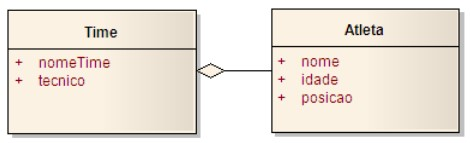 Time
+ nomeTime
+ tecnico
Atleta
+ nome
+ idade
+ posicao